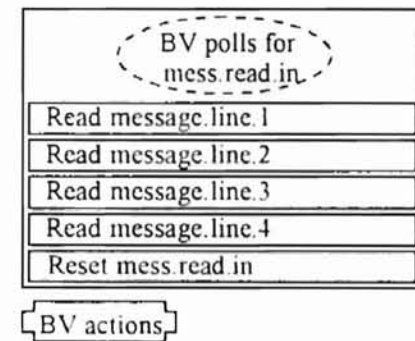 BV polls for
mess.read.in
Read message.line.1
Read message.line.2
Read message.line.3
Read message.line.4
Reset mess.read.in
BV actions